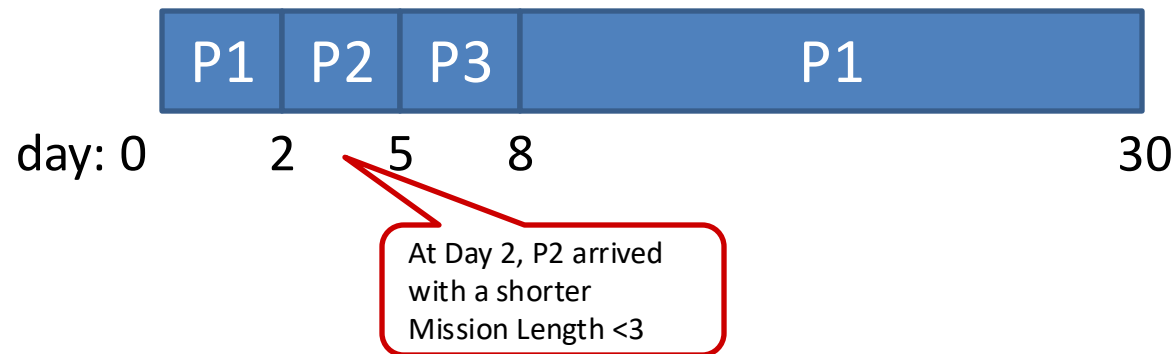 P1 P2 P3 P1
day: 0 2 5 8 30
At Day 2, P2 arrived
with a shorter
Mission Length <3